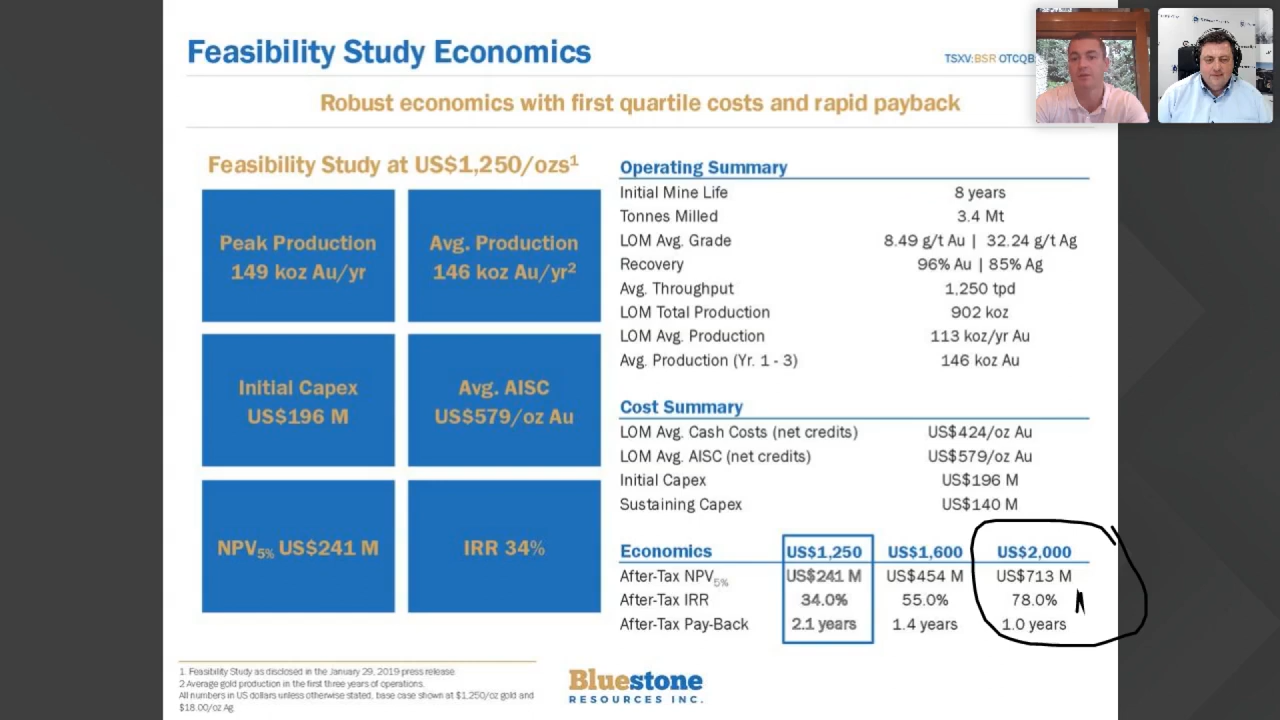 Feasibility Study Economics
TSXV:BSR OTCQB:
Robust economics with first quartile costs and rapid payback
Feasibility Study at US$1,250/ozs¹
Peak Production
149 koz Au/yr
Avg. Production
146 koz Au/yr²
Initial Capex
US$196 M
Avg. AISC
US$579/oz Au
NPV5% US$241 M
IRR 34%
Operating Summary
Initial Mine Life 8 years
Tonnes Milled 3.4 Mt
LOM Avg. Grade 8.49 g/t Au | 32.24 g/t Ag
Recovery 96% Au | 85% Ag
Avg. Throughput 1,250 tpd
LOM Total Production 902 koz
LOM Avg. Production 113 koz/yr Au
Avg. Production (Yr. 1 - 3) 146 koz Au
Cost Summary
LOM Avg. Cash Costs (net credits) US$424/oz Au
LOM Avg. AISC (net credits) US$579/oz Au
Initial Capex US$196 M
Sustaining Capex US$140 M
Economics US$1,250 US$1,600 US$2,000
After-Tax NPV5% US$241 M US$454 M US$713 M
After-Tax IRR 34.0% 55.0% 78.0%
After-Tax Pay-Back 2.1 years 1.4 years 1.0 years
1. Feasibility Study as disclosed in the January 29, 2019 press release.
2 Average gold production in the first three years of operations.
All numbers in US dollars unless otherwise stated, base case shown at $1,250/oz gold and
$18.00/oz Ag
Bluestone
RESOURCES INC.